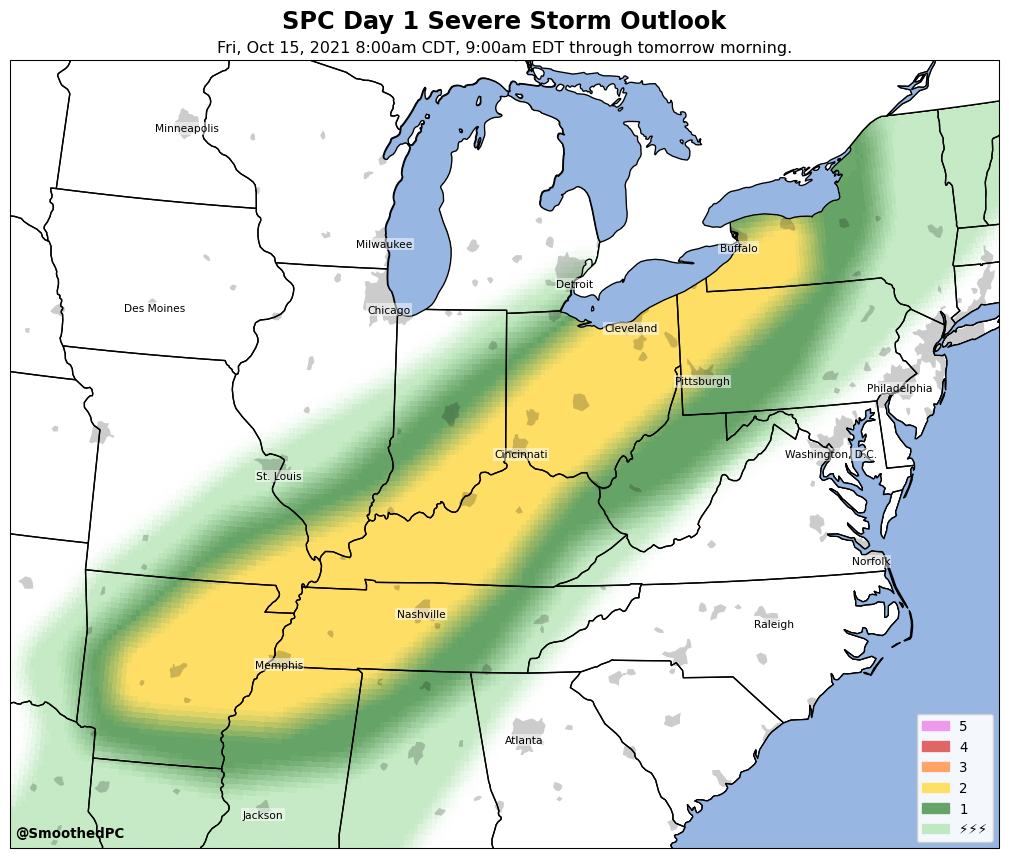 SPC Day 1 Severe Storm Outlook
Fri, Oct 15, 2021 8:00am CDT, 9:00am EDT through tomorrow morning.
Minneapolis
Milwaukee
Buffalo
Detroit
Des Moines
Chicago
Cleveland
Pittsburgh
Philadelphia
Cincinnati
Washington, D.C.
St. Louis
Norfolk
Nashville
Raleigh
Memphis
Atlanta
Jackson
5
4
3
2
1
⚡⚡⚡
@SmoothedPC